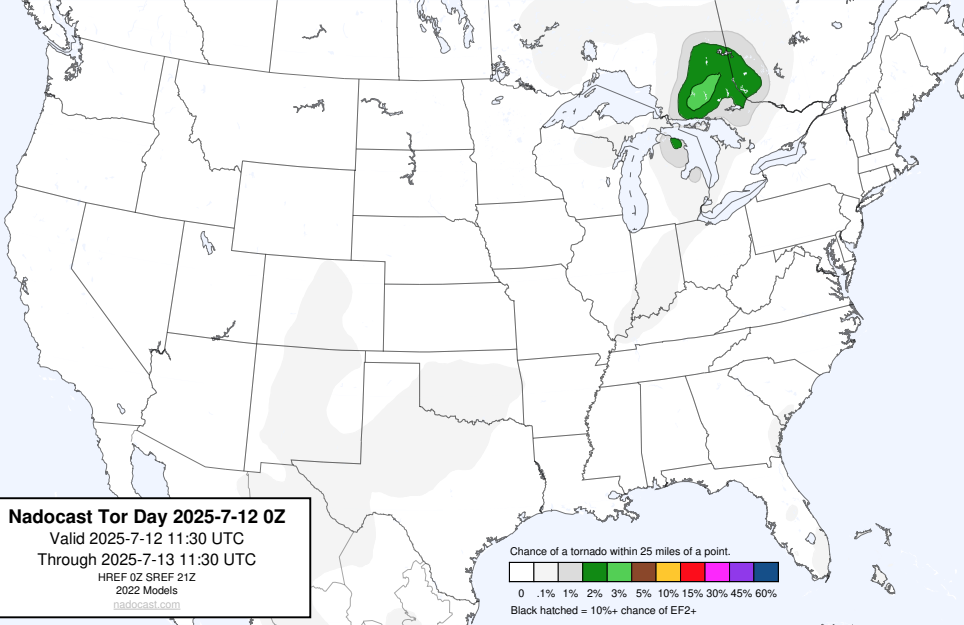 Nadocast Tor Day 2025-7-12 0Z
Valid 2025-7-12 11:30 UTC
Through 2025-7-13 11:30 UTC
HREF 0Z SREF 21Z
2022 Models
nadocast.com
Chance of a tornado within 25 miles of a point.
0 .1% 1% 2% 3% 5% 10% 15% 30% 45% 60%
Black hatched = 10%+ chance of EF2+